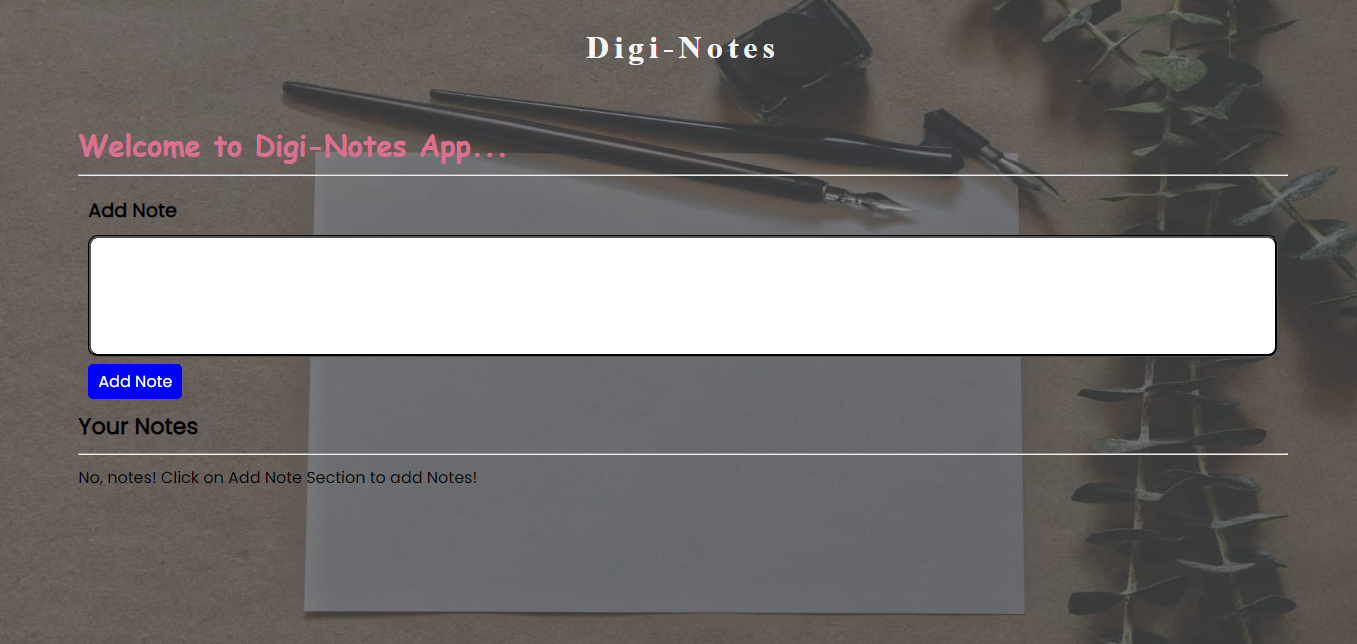 Digi-Notes
Welcome to Digi-Notes App...
Add Note
Add Note
Your Notes
No, notes! Click on Add Note Section to add Notes!